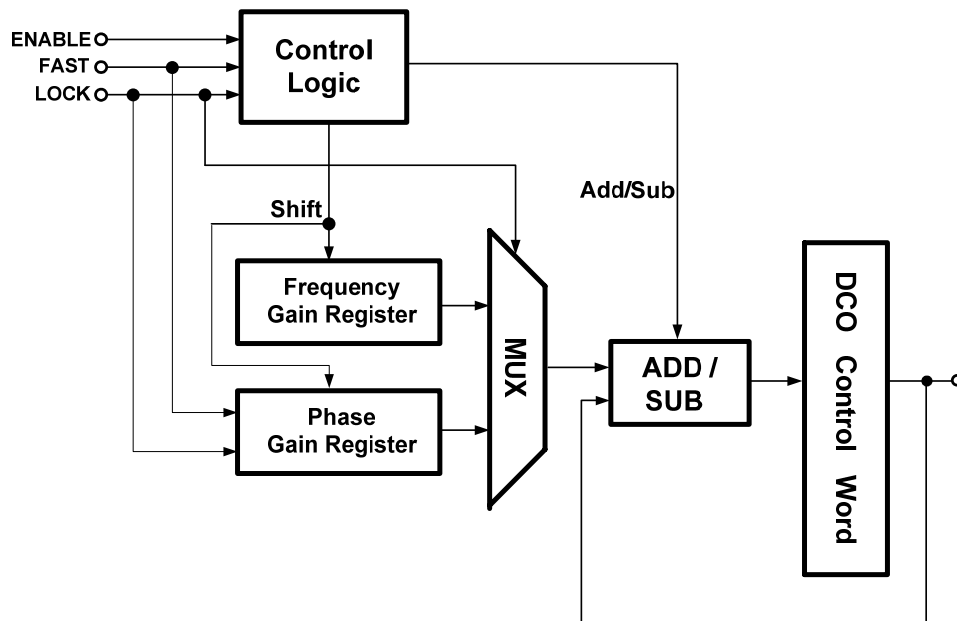 ENABLE
FAST
LOCK
Control
Logic
Add/Sub
Shift
Frequency
Gain Register
Phase
Gain Register
MUX
ADD /
SUB
DCO Control Word